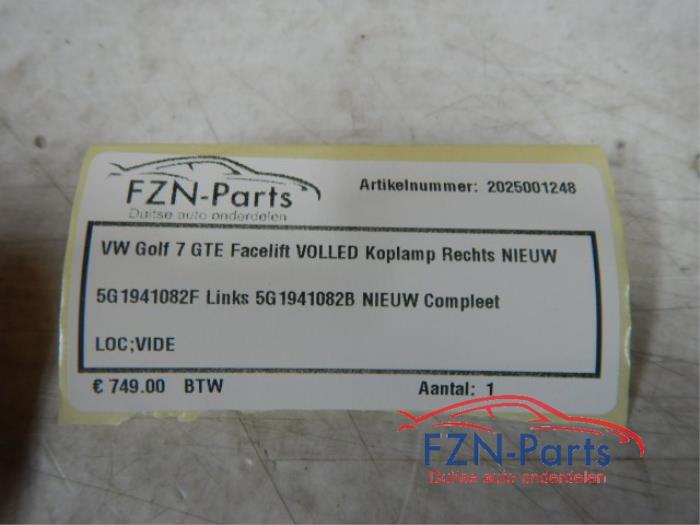 FZN-Parts
Duitse auto onderdelen
Artikelnummer: 2025001248
VW Golf 7 GTE Facelift VOLLED Koplamp Rechts NIEUW
5G1941082F Links 5G1941082B NIEUW Compleet
LOC;VIDE
€ 749.00 BTW
Aantal: 1
FZN-Parts
Duitse auto onderdelen